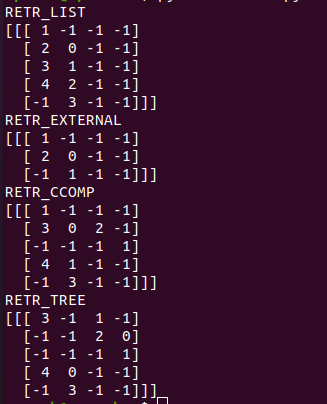 RETR_LIST
[[[ 1 -1 -1 -1]
[ 2 0 -1 -1]
[ 3 1 -1 -1]
[ 4 2 -1 -1]
[-1 3 -1 -1]]]
RETR_EXTERNAL
[[[ 1 -1 -1 -1]
[ 2 0 -1 -1]
[-1 1 -1 -1]]]
RETR_CCOMP
[[[ 1 -1 -1 -1]
[ 3 0 2 -1]
[-1 -1 -1 1]
[ 4 1 -1 -1]
[-1 3 -1 -1]]]
RETR_TREE
[[[ 3 -1 1 -1]
[-1 -1 2 0]
[-1 -1 -1 1]
[ 4 0 -1 -1]
[-1 3 -1 -1]]]